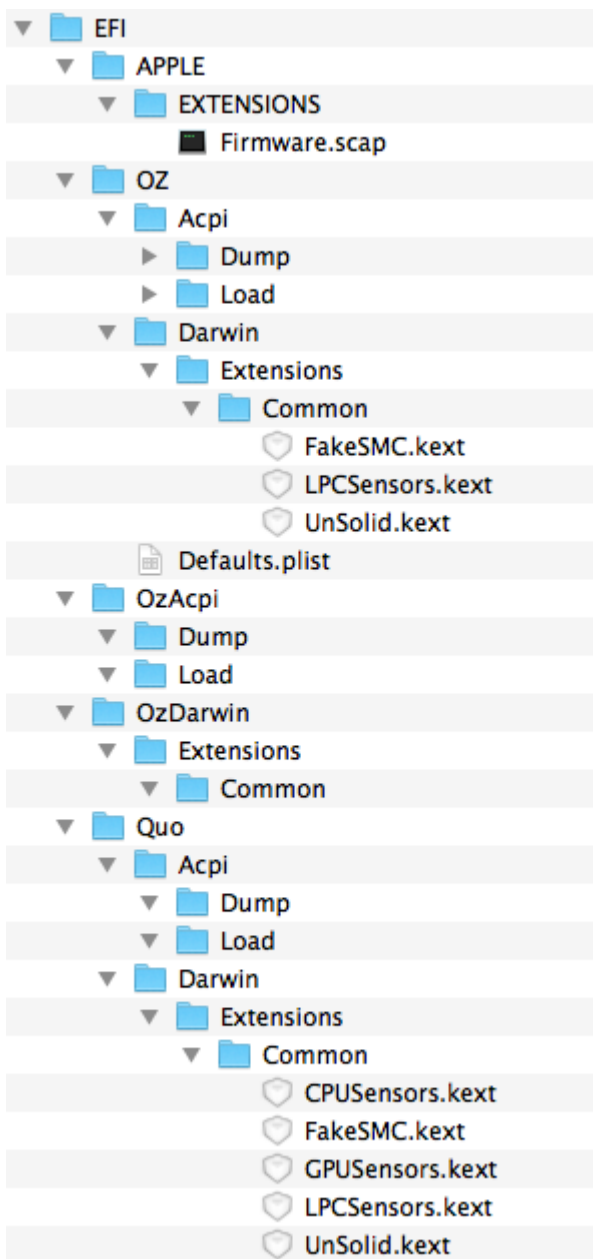 EFI
APPLE
EXTENSIONS
Firmware.scap
OZ
Acpi
Dump
Load
Darwin
Extensions
Common
FakeSMC.kext
LPCSensors.kext
UnSolid.kext
Defaults.plist
OzAcpi
Dump
Load
OzDarwin
Extensions
Common
Quo
Acpi
Dump
Load
Darwin
Extensions
Common
CPUSensors.kext
FakeSMC.kext
GPUSensors.kext
LPCSensors.kext
UnSolid.kext